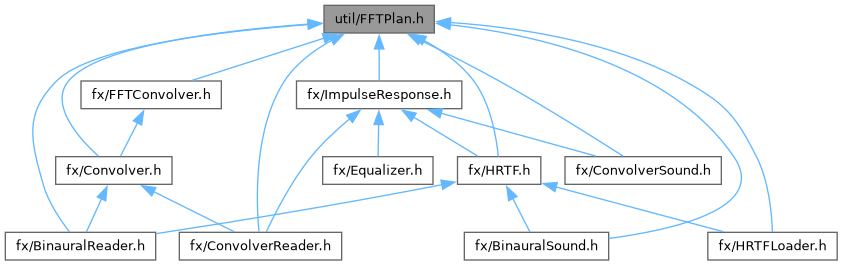 util/FFTPlan.h
fx/FFTConvolver.h
fx/ImpulseResponse.h
fx/Convolver.h
fx/Equalizer.h
fx/HRTF.h
fx/ConvolverSound.h
fx/BinauralReader.h
fx/ConvolverReader.h
fx/BinauralSound.h
fx/HRTFLoader.h